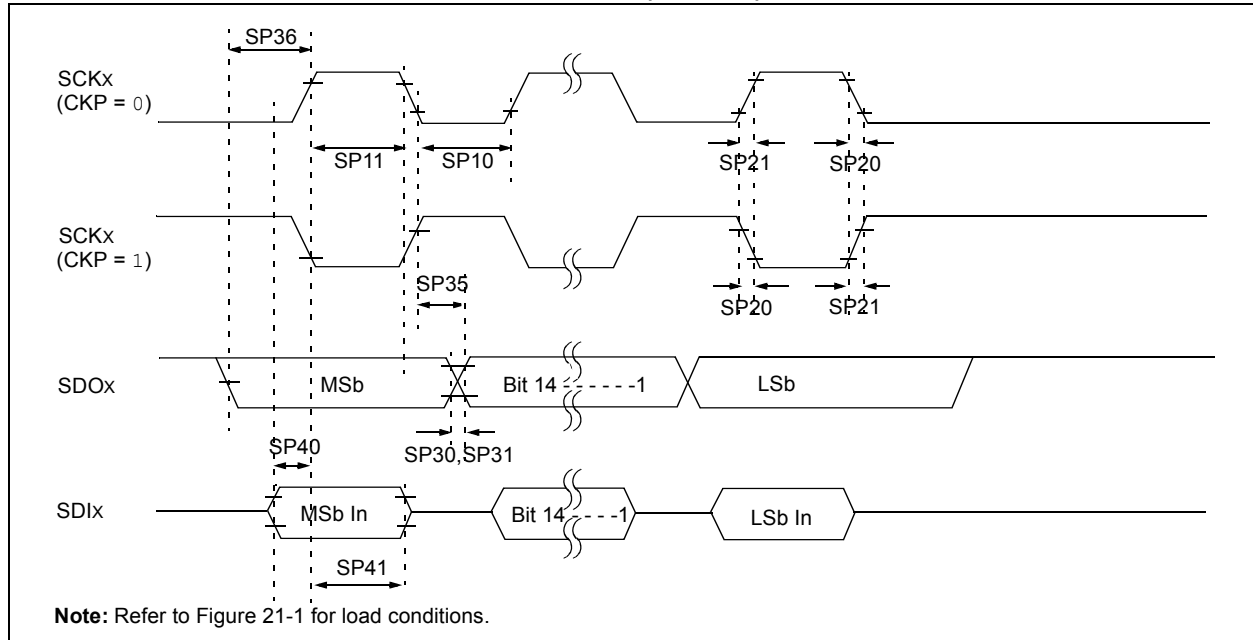 SP36
SCKx
(CKP = 0)
SP11 SP10 SP21 SP20
SCKx
(CKP = 1)
SP35
SP20 SP21
SDOx MSb Bit 14 - - - - - -1 LSb
SP40 SP30,SP31
SDIx MSb In Bit 14 - - - -1 LSb In
SP41
Note: Refer to Figure 21-1 for load conditions.